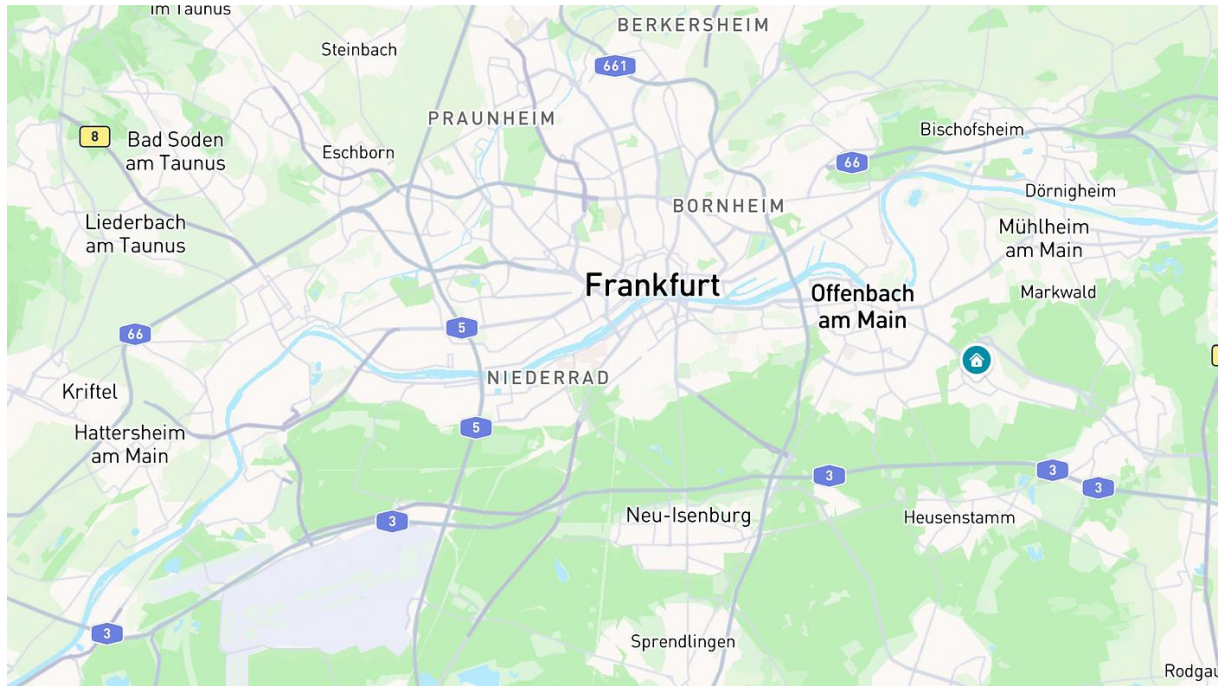 im Taunus
BERKERSHEIM
Steinbach
661
PRAUNHEIM
8
Bad Soden
am Taunus
Eschborn
Bischofsheim
66
Dörnigheim
BORNHEIM
Liederbach
am Taunus
Mühlheim
am Main
Frankfurt
Offenbach
am Main
Markwald
66
5
NIEDERRAD
Kriftel
5
Hattersheim
am Main
3
3
3
3
Neu-Isenburg
Heusenstamm
3
Sprendlingen
Rodgau